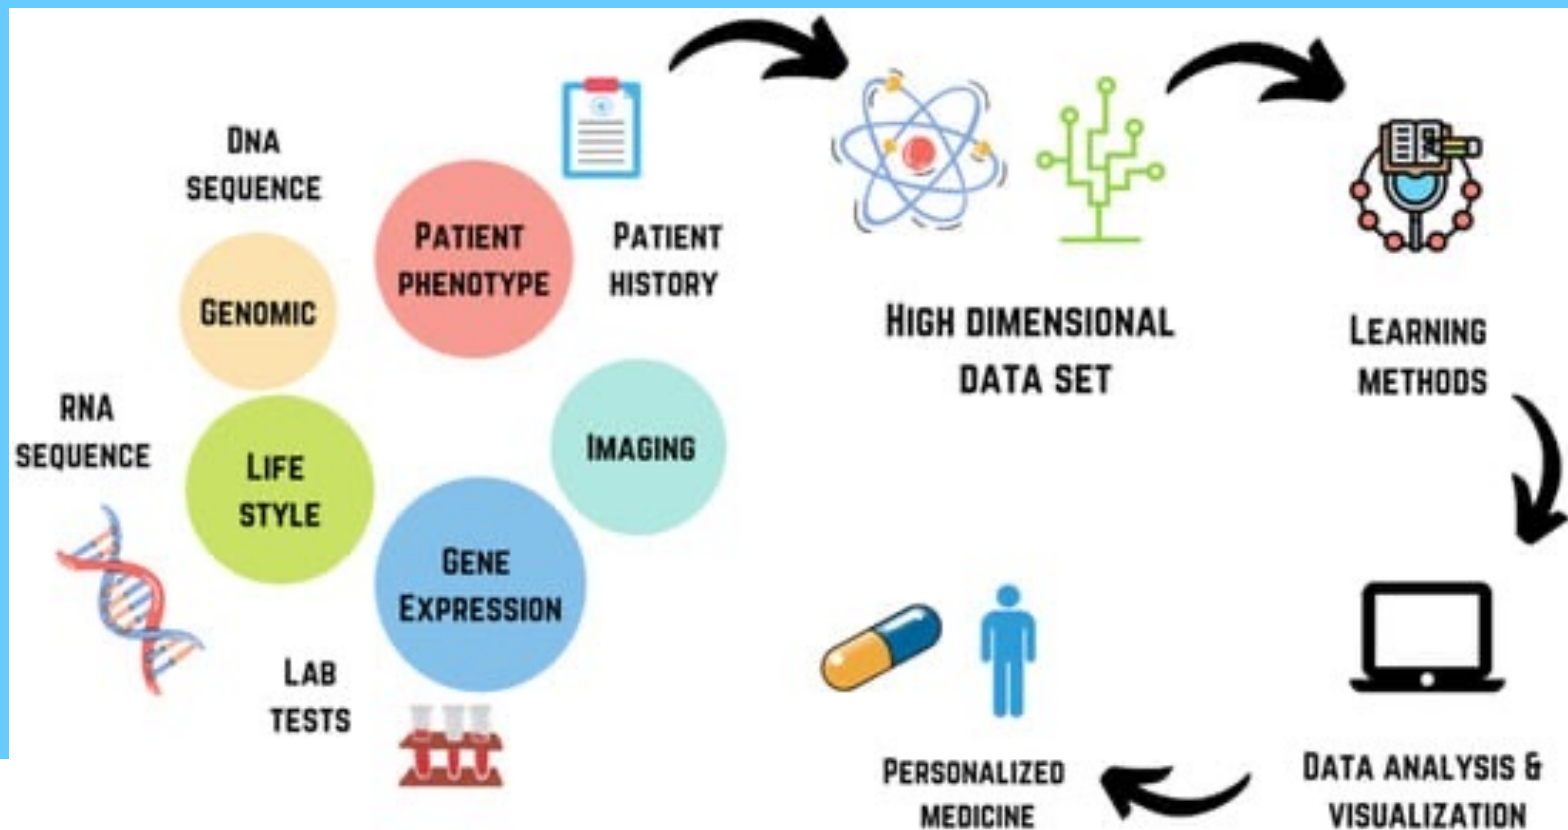 DNA
SEQUENCE
PATIENT
PHENOTYPE
PATIENT
HISTORY
GENOMIC
RNA
SEQUENCE
LIFE
STYLE
IMAGING
GENE
EXPRESSION
LAB
TESTS
HIGH DIMENSIONAL
DATA SET
LEARNING
METHODS
DATA ANALYSIS &
VISUALIZATION
PERSONALIZED
MEDICINE